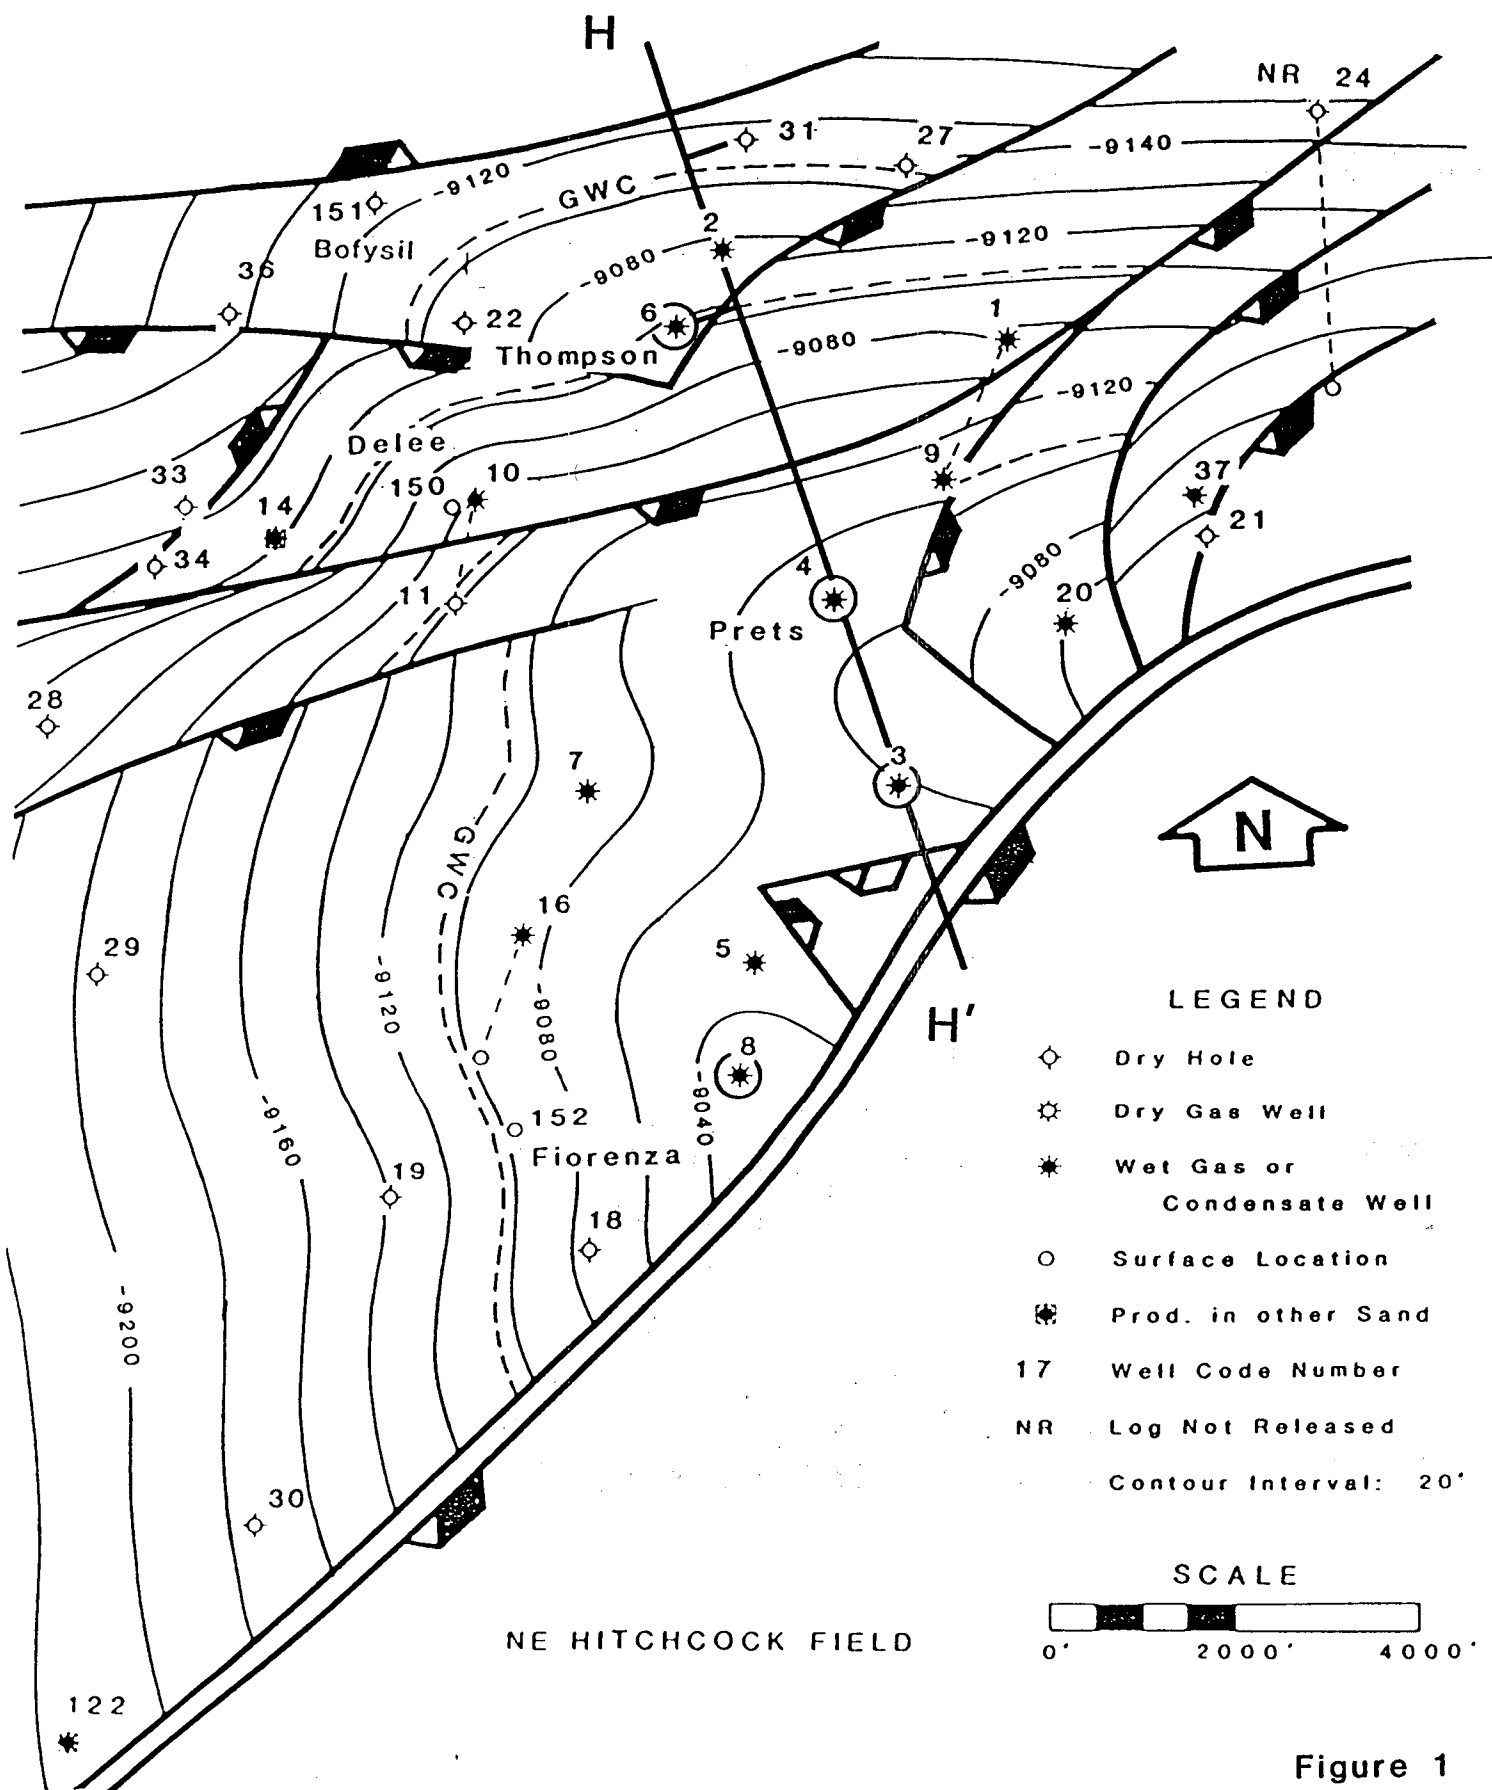 H
NR 24
31
27
-9140
-9120
GWC
151
Bofysil
2
-9120
36
-9080
1
6
22
Thompson
-9080
-9120
Delee
9
37
33
150
10
14
21
34
4
-9080
11
20
Prets
28
3
7
GWC
N
16
29
5
-9120
-9080
LEGEND
H'
8
Dry Hole
-9040
152
Dry Gas Well
-9160
Fiorenza
19
Wet Gas or
Condensate Well
18
Surface Location
-9200
Prod. in other Sand
17 Well Code Number
NR Log Not Released
Contour Interval: 20'
30
SCALE
NE HITCHCOCK FIELD
0' 2000' 4000'
122
Figure 1